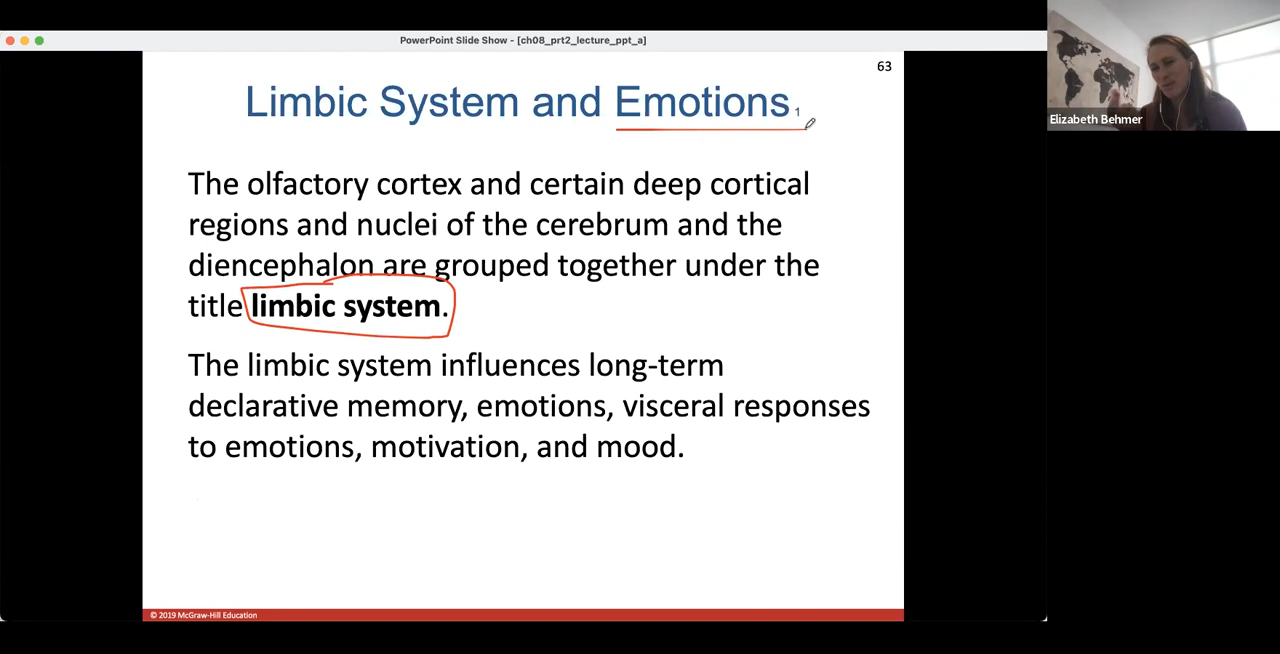 PowerPoint Slide Show - [ch08_prt2_lecture_ppt_a]
63
Limbic System and Emotions 1
Elizabeth Behmer
The olfactory cortex and certain deep cortical
regions and nuclei of the cerebrum and the
diencephalon are grouped together under the
title limbic system.
The limbic system influences long-term
declarative memory, emotions, visceral responses
to emotions, motivation, and mood.
© 2019 McGraw-Hill Education